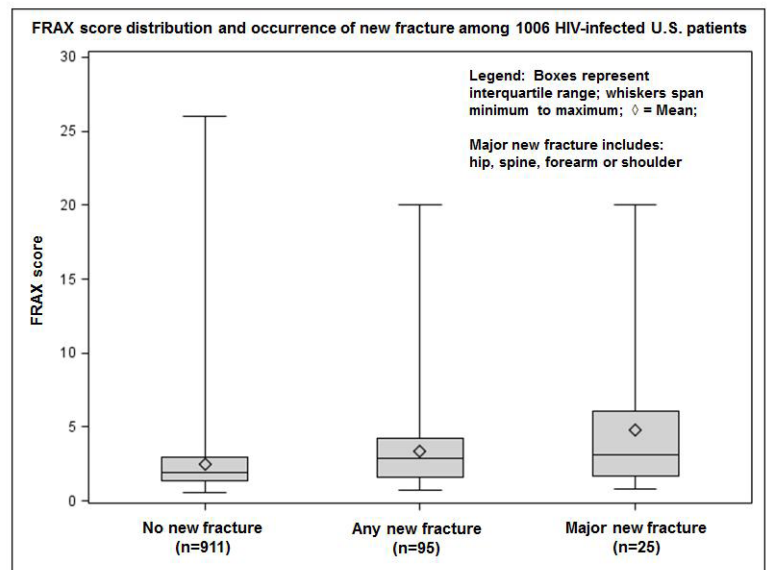 FRAX score distribution and occurrence of new fracture among 1006 HIV-infected U.S. patients
Legend: Boxes represent
interquartile range; whiskers span
minimum to maximum; ◊ = Mean;
Major new fracture includes:
hip, spine, forearm or shoulder
FRAX score
30
25
20
15
10
5
0
No new fracture
(n=911)
Any new fracture
(n=95)
Major new fracture
(n=25)